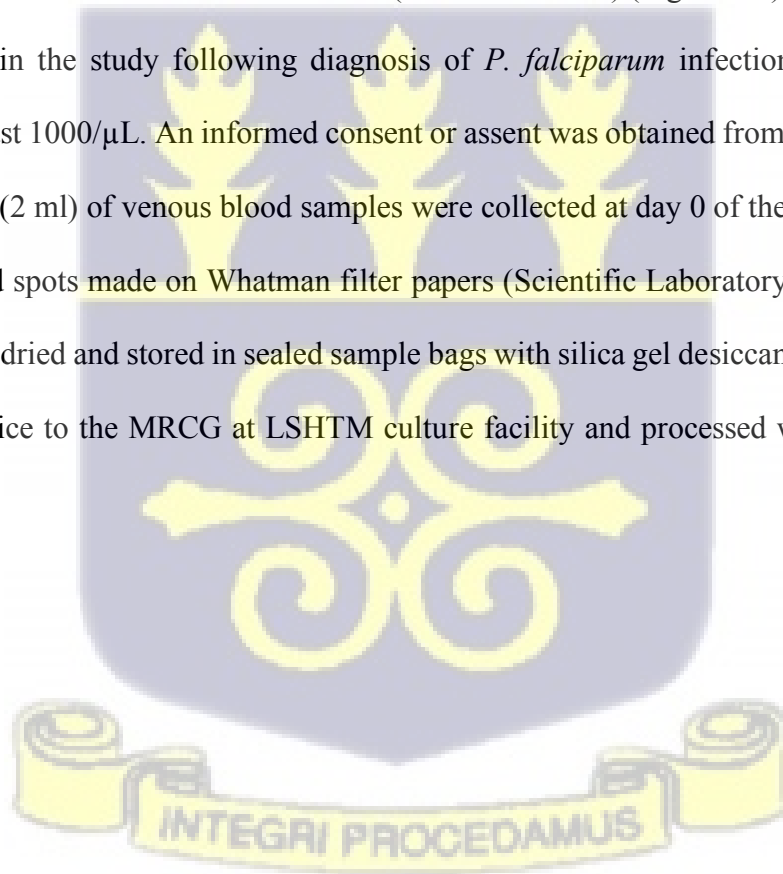 in the study following diagnosis of P. falciparum infection
st 1000/µL. An informed consent or assent was obtained from
(2 ml) of venous blood samples were collected at day 0 of the
spots made on Whatman filter papers (Scientific Laboratory
dried and stored in sealed sample bags with silica gel desiccan
ice to the MRCG at LSHTM culture facility and processed
INTEGRI PROCEDAMUS